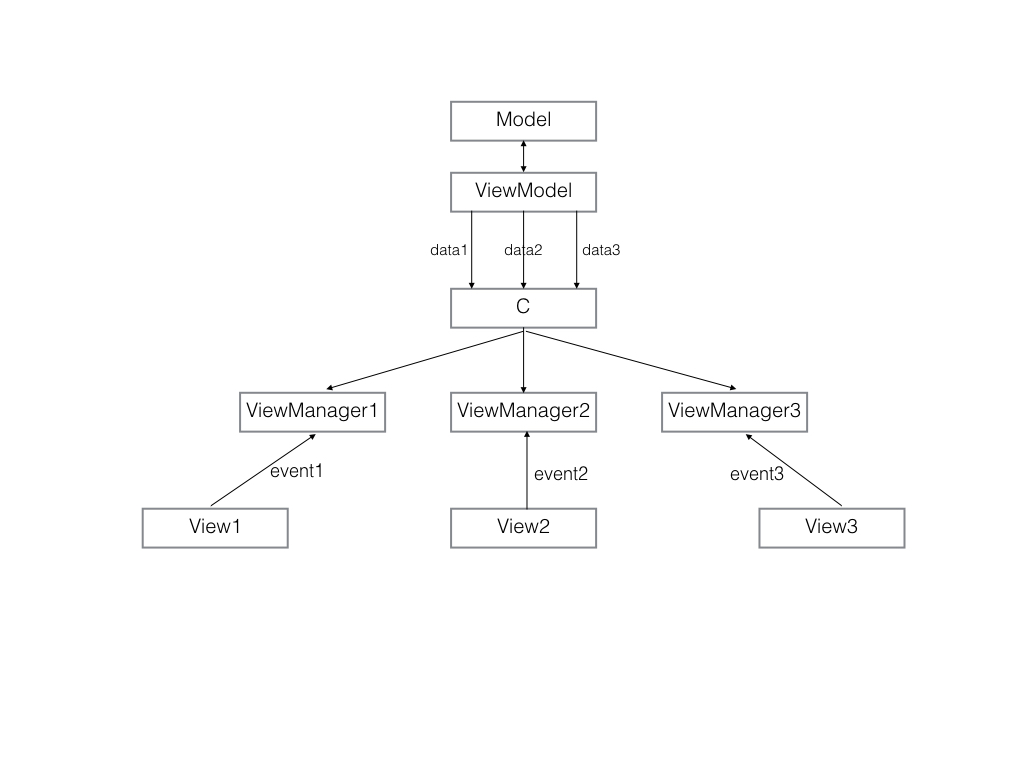 Model
ViewModel
data1 data2 data3
C
ViewManager1 ViewManager2 ViewManager3
event1 event2 event3
View1 View2 View3